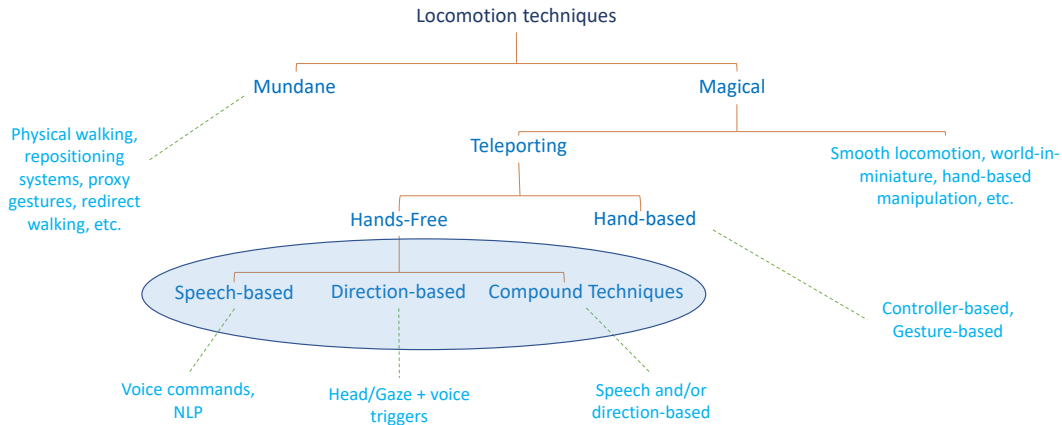 Locomotion techniques
Mundane
Magical
Physical walking,
repositioning
systems, proxy
gestures, redirect
walking, etc.
Teleporting
Smooth locomotion, world-in-
miniature, hand-based
manipulation, etc.
Hands-Free
Hand-based
Speech-based
Direction-based
Compound Techniques
Controller-based,
Gesture-based
Voice commands,
NLP
Head/Gaze + voice
triggers
Speech and/or
direction-based